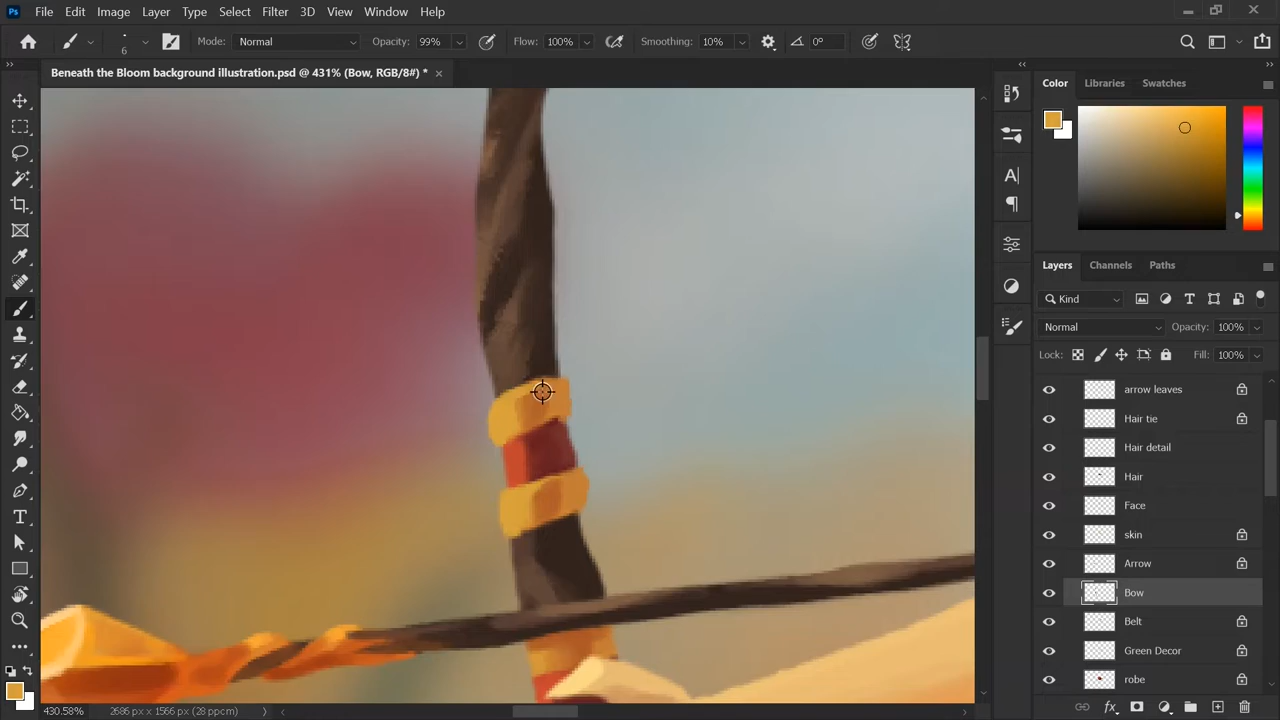 Ps File Edit Image Layer Type Select Filter 3D View Window Help
6 Mode: Normal Opacity: 99% Flow: 100% Smoothing: 10% 0°
Beneath the Bloom background illustration.psd @ 431% (Bow, RGB/8#) *
Color Libraries Swatches
Layers Channels Paths
Kind
Normal Opacity: 100%
Lock: Fill: 100%
arrow leaves
Hair tie
Hair detail
Hair
Face
skin
Arrow
Bow
Belt
Green Decor
robe
430.58% 2686 px x 1566 px (28 ppcm)